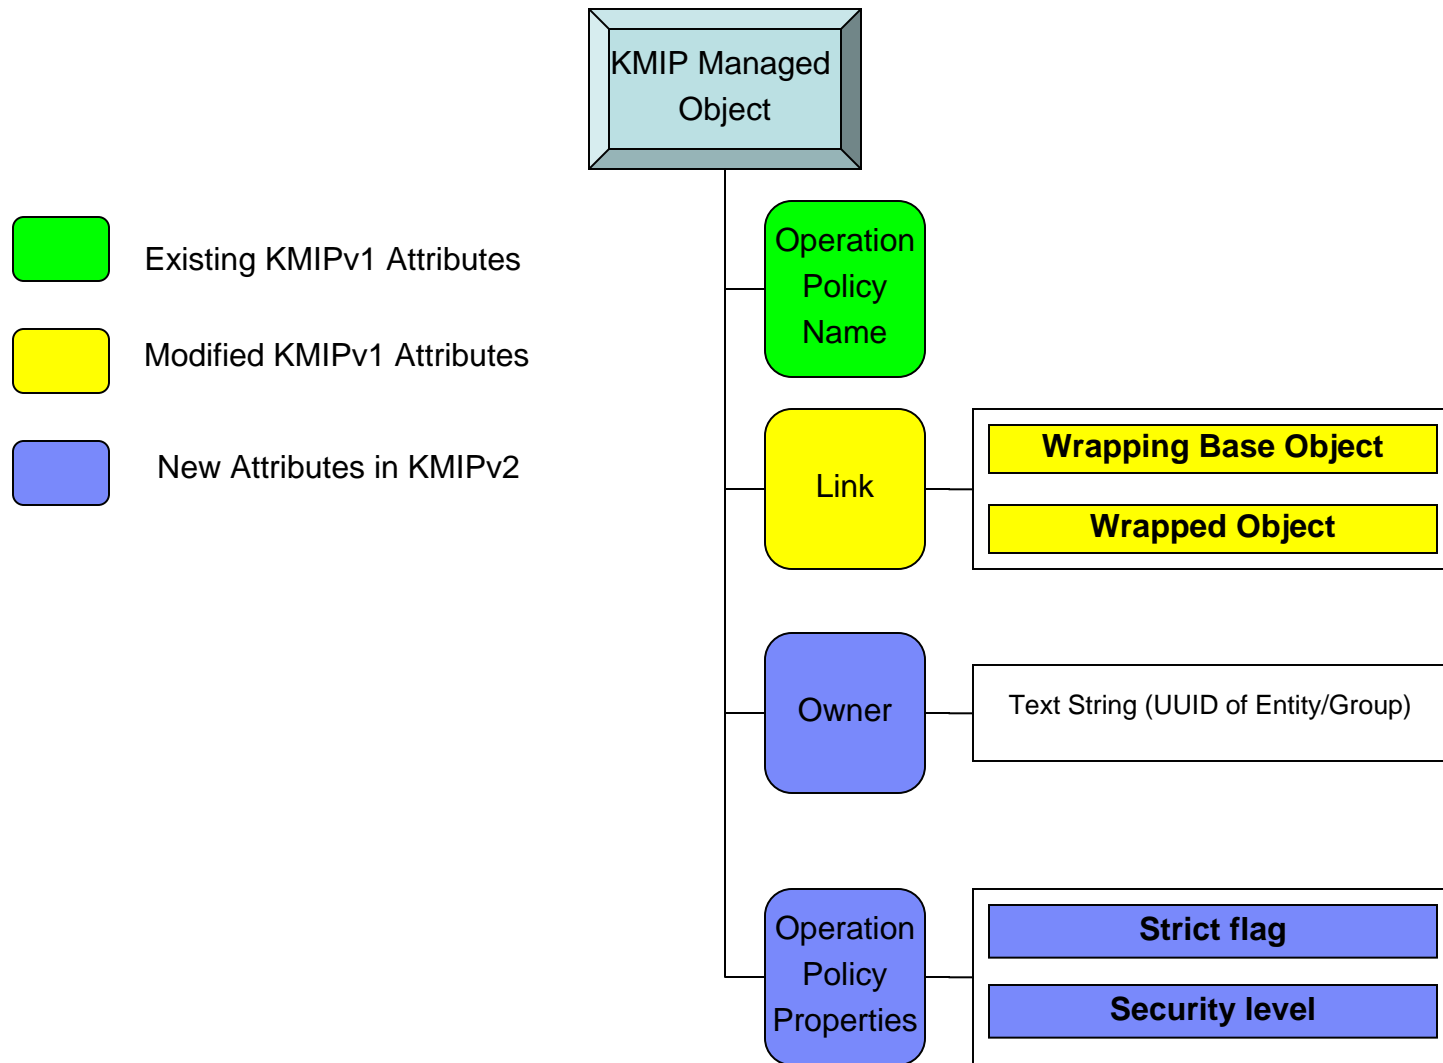 KMIP Managed
Object
Existing KMIPv1 Attributes
Modified KMIPv1 Attributes
New Attributes in KMIPv2
Operation
Policy
Name
Link
Wrapping Base Object
Wrapped Object
Owner
Text String (UUID of Entity/Group)
Operation
Policy
Properties
Strict flag
Security level